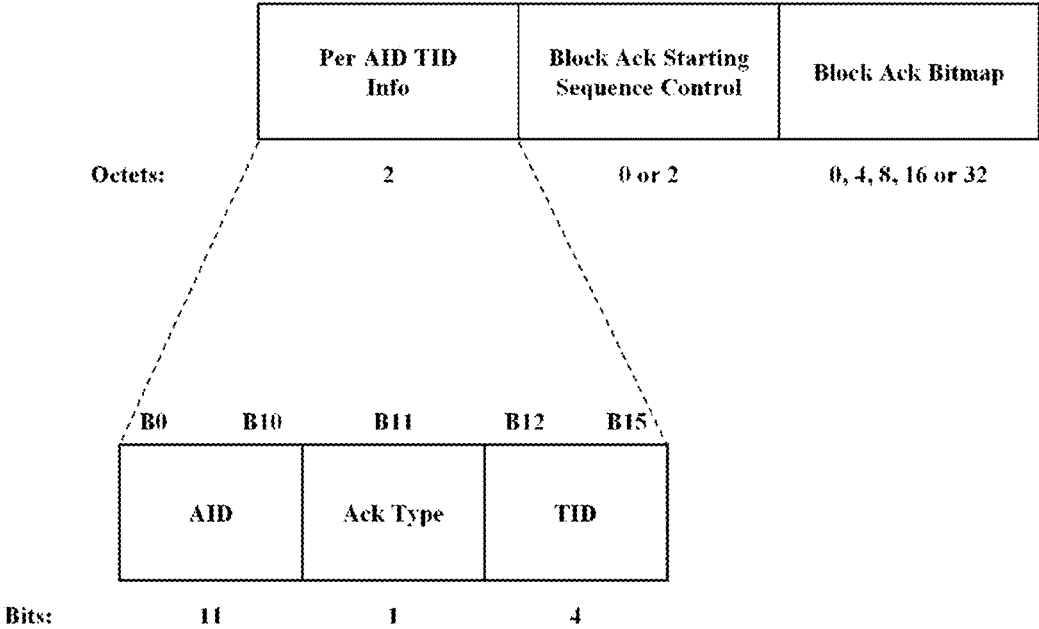 Per AID TID
Info
Block Ack Starting
Sequence Control
Block Ack Bitmap
Octets:
2
0 or 2
0, 4, 8, 16 or 32
B0
B10
B11
B12
B15
AID
Ack Type
TID
Bits:
11
1
4